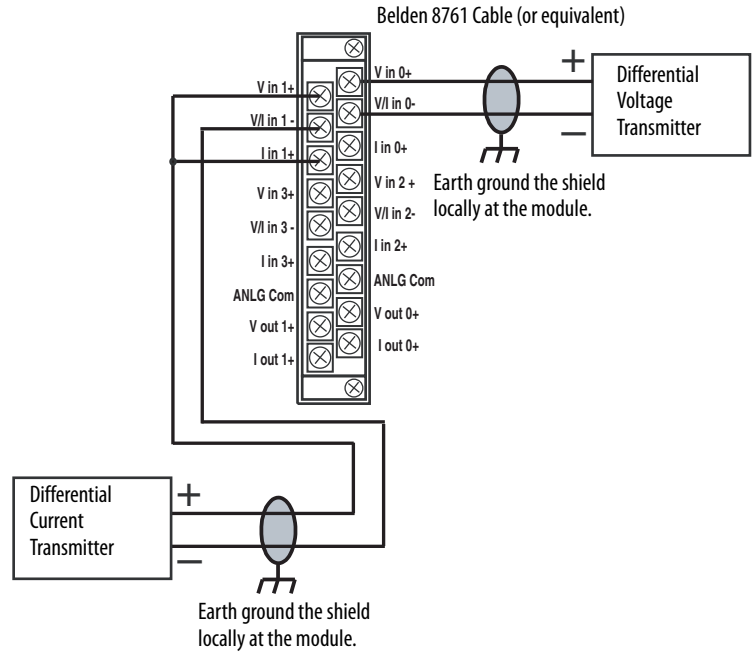 Belden 8761 Cable (or equivalent)
V in 0+
V/I in 0-
I in 0+
V in 2 +
V/I in 2-
I in 2+
ANLG Com
V out 0+
I out 0+
V in 1+
V/I in 1 -
I in 1+
V in 3+
V/I in 3 -
I in 3+
ANLG Com
V out 1+
I out 1+
+
−
Differential
Voltage
Transmitter
Earth ground the shield
locally at the module.
Differential
Current
Transmitter
+
−
Earth ground the shield
locally at the module.